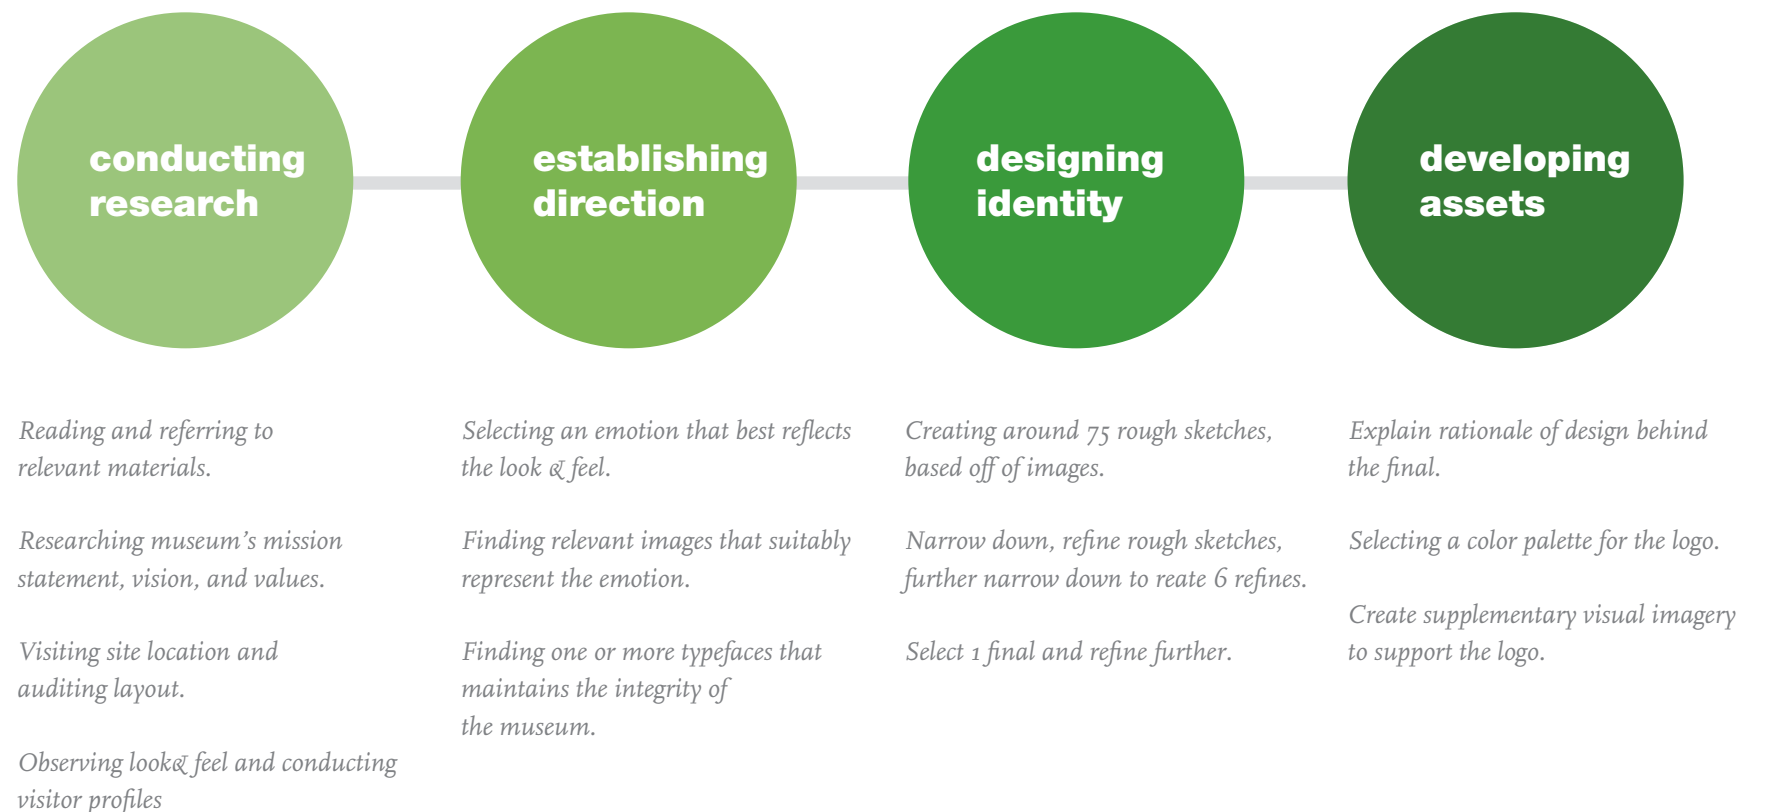 conducting
research
establishing
direction
designing
identity
developing
assets
Reading and referring to
relevant materials.
Researching museum’s mission
statement, vision, and values.
Visiting site location and
auditing layout.
Observing look& feel and conducting
visitor profiles
Selecting an emotion that best reflects
the look & feel.
Finding relevant images that suitably
represent the emotion.
Finding one or more typefaces that
maintains the integrity of
the museum.
Creating around 75 rough sketches,
based off of images.
Narrow down, refine rough sketches,
further narrow down to reate 6 refines.
Select 1 final and refine further.
Explain rationale of design behind
the final.
Selecting a color palette for the logo.
Create supplementary visual imagery
to support the logo.